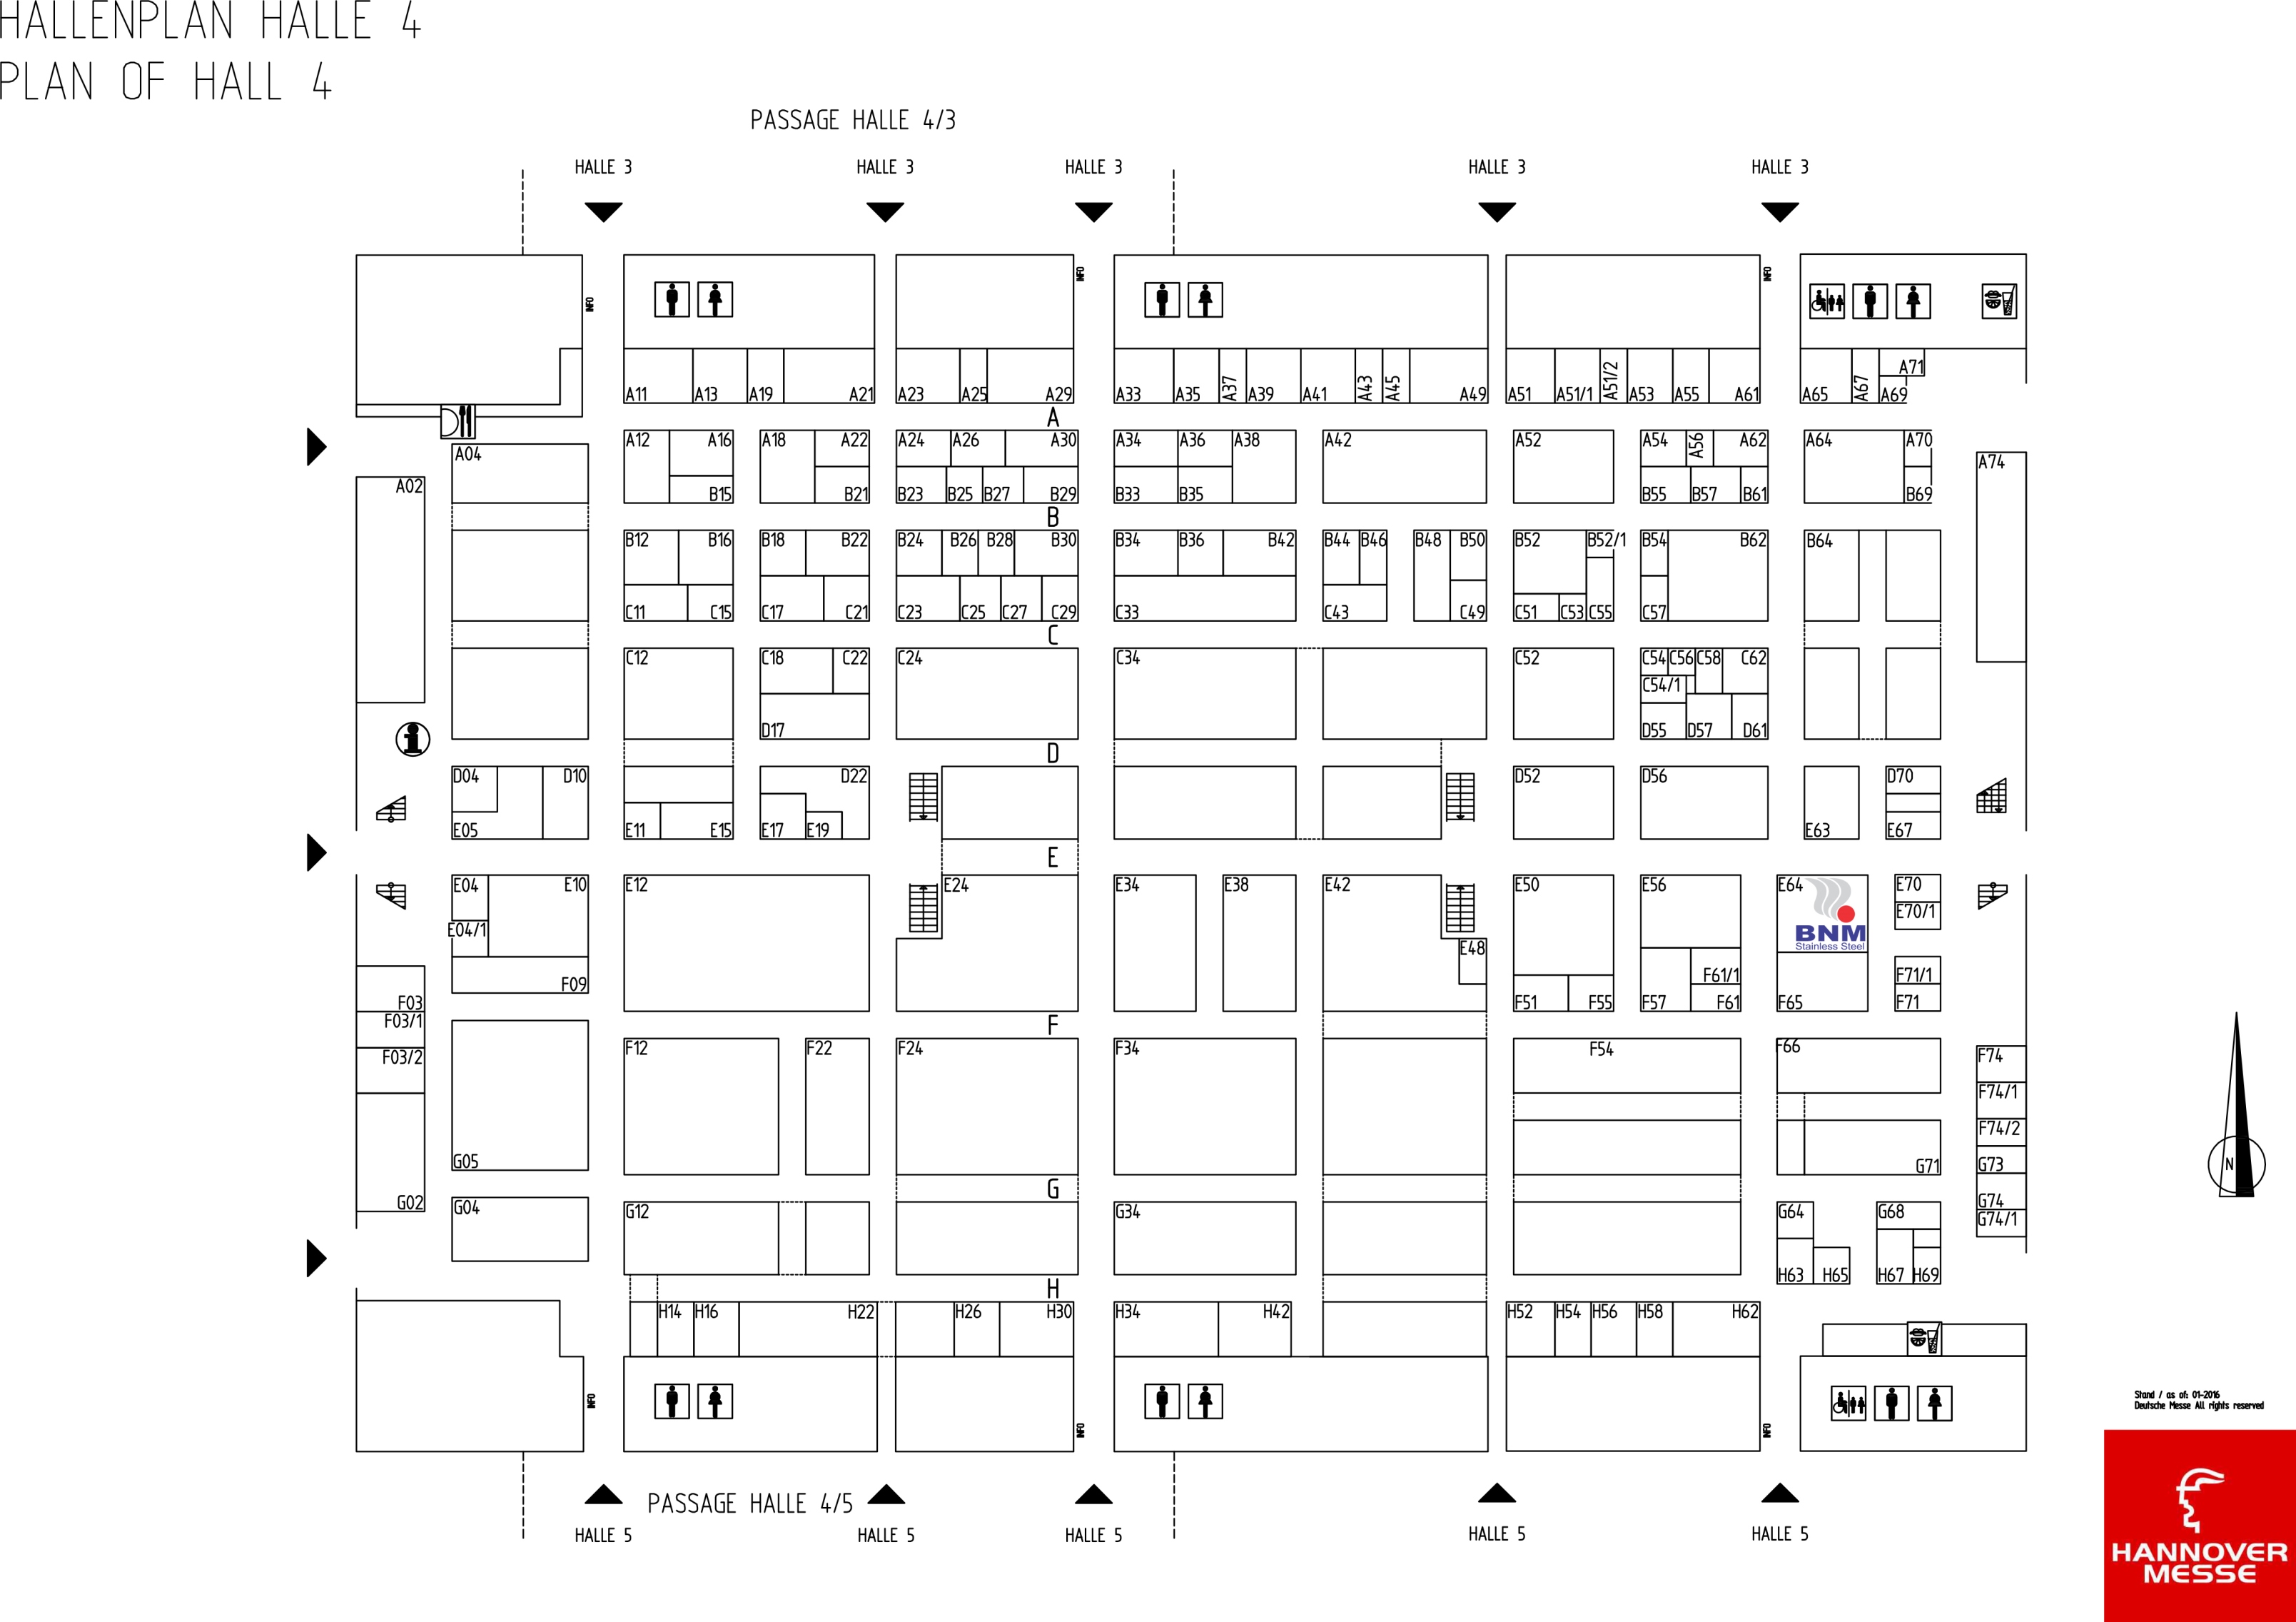 HALLENPLAN HALLE 4
PLAN OF HALL 4
PASSAGE HALLE 4/3
HALLE 3 HALLE 3 HALLE 3 HALLE 3 HALLE 3
INFO INFO INFO
A11 A13 A19 A21 A23 A25 A29 A33 A35 A37 A39 A41 A43 A45 A49 A51 A51/1 A51/2 A53 A55 A61 A65 A67 A69 A71
A
A04 A12 A16 A18 A22 A24 A26 A30 A34 A36 A38 A42 A52 A54 A56 A62 A64 A70 A74
A02 B15 B21 B23 B25 B27 B29 B33 B35 B55 B57 B61 B69
B
B12 B16 B18 B22 B24 B26 B28 B30 B34 B36 B42 B44 B46 B48 B50 B52 B52/1 B54 B62 B64
C11 C15 C17 C21 C23 C25 C27 C29 C33 C43 C49 C51 C53 C55 C57
C
C12 C18 C22 C24 C34 C52 C54 C56 C58 C62
C54/1
D17 D55 D57 D61
D
D04 D10 D22 D52 D56 D70
E05 E11 E15 E17 E19 E63 E67
E
E04 E10 E12 E24 E34 E38 E42 E50 E56 E64 E70
E04/1 E70/1
BNM
Stainless Steel
E48
F09 F61/1 F71/1
F03 F51 F55 F57 F61 F65 F71
F03/1 F
F03/2 F12 F22 F24 F34 F54 F66 F74
F74/1
F74/2
G05 G71 G73
N
G02 G G74
G04 G12 G34 G64 G68 G74/1
H63 H65 H67 H69
H
H14 H16 H22 H26 H30 H34 H42 H52 H54 H56 H58 H62
INFO INFO INFO
Stand / as of: 01-2016
Deutsche Messe All rights reserved
PASSAGE HALLE 4/5
HALLE 5 HALLE 5 HALLE 5 HALLE 5 HALLE 5
HANNOVER
MESSE